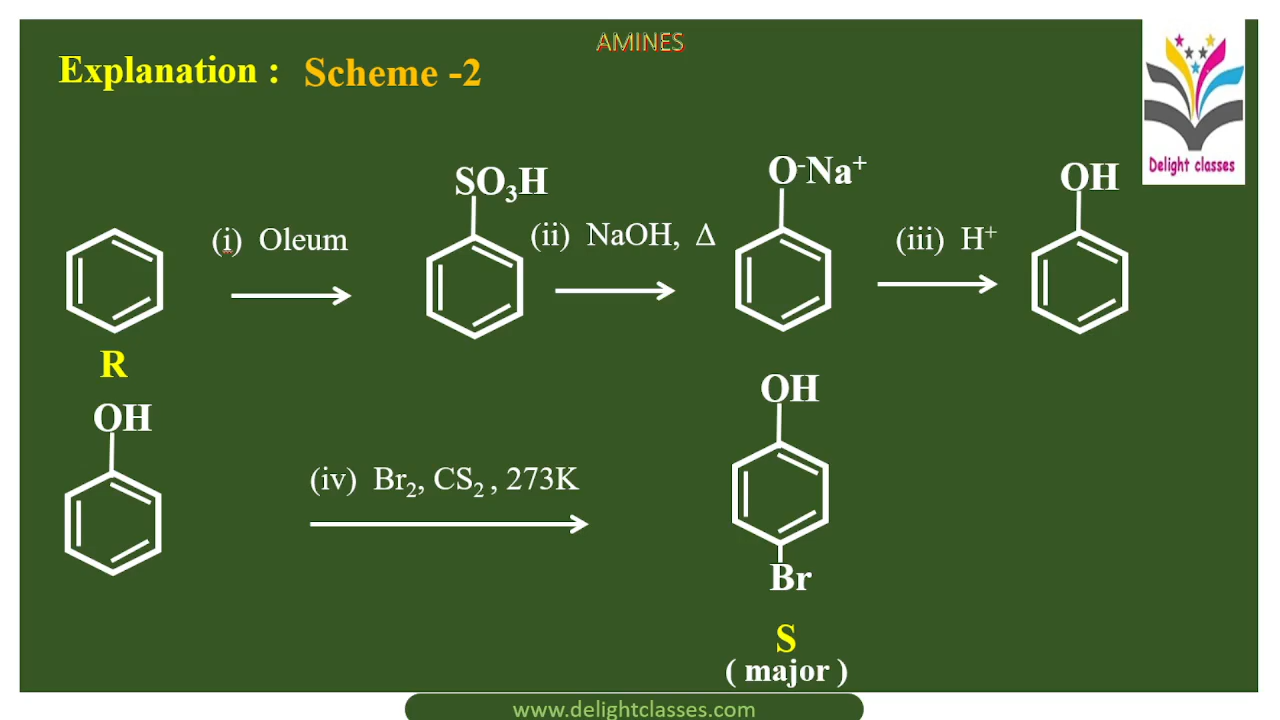 AMINES
Explanation : Scheme -2
Delight classes
SO₃H
O⁻Na⁺
OH
(i) Oleum
(ii) NaOH, Δ
(iii) H⁺
R
OH
OH
(iv) Br₂, CS₂ , 273K
Br
S
( major )
www.delightclasses.com